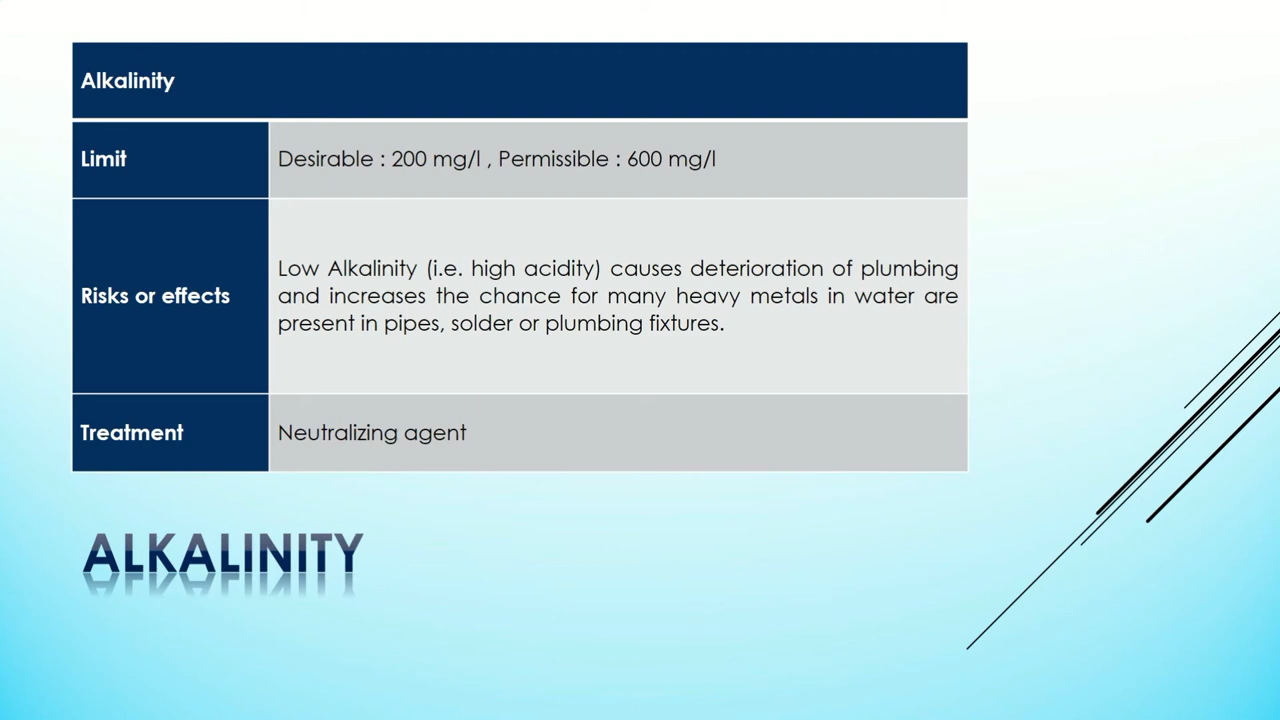 Alkalinity
Limit
Desirable : 200 mg/l , Permissible : 600 mg/l
Risks or effects
Low Alkalinity (i.e. high acidity) causes deterioration of plumbing
and increases the chance for many heavy metals in water are
present in pipes, solder or plumbing fixtures.
Treatment
Neutralizing agent
ALKALINITY